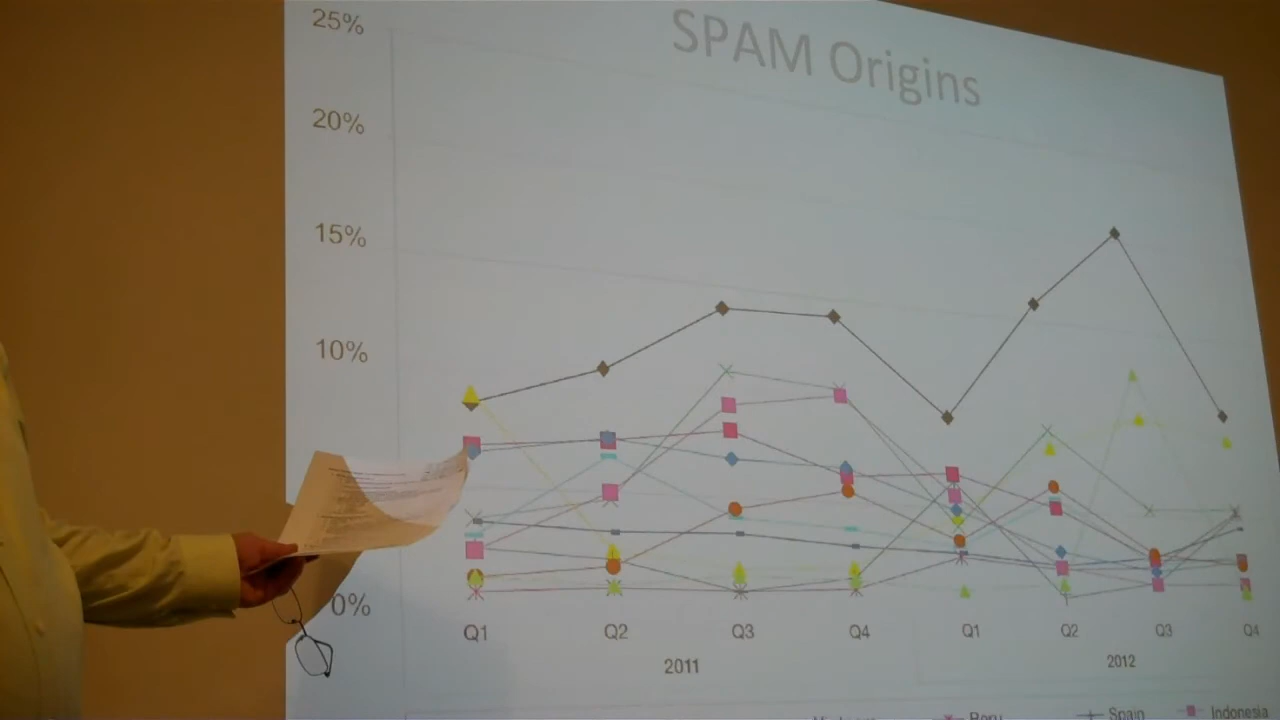 SPAM Origins
25%
20%
15%
10%
0%
Q1 Q2 Q3 Q4 Q1 Q2 Q3 Q4
2011 2012
Peru Spain Indonesia